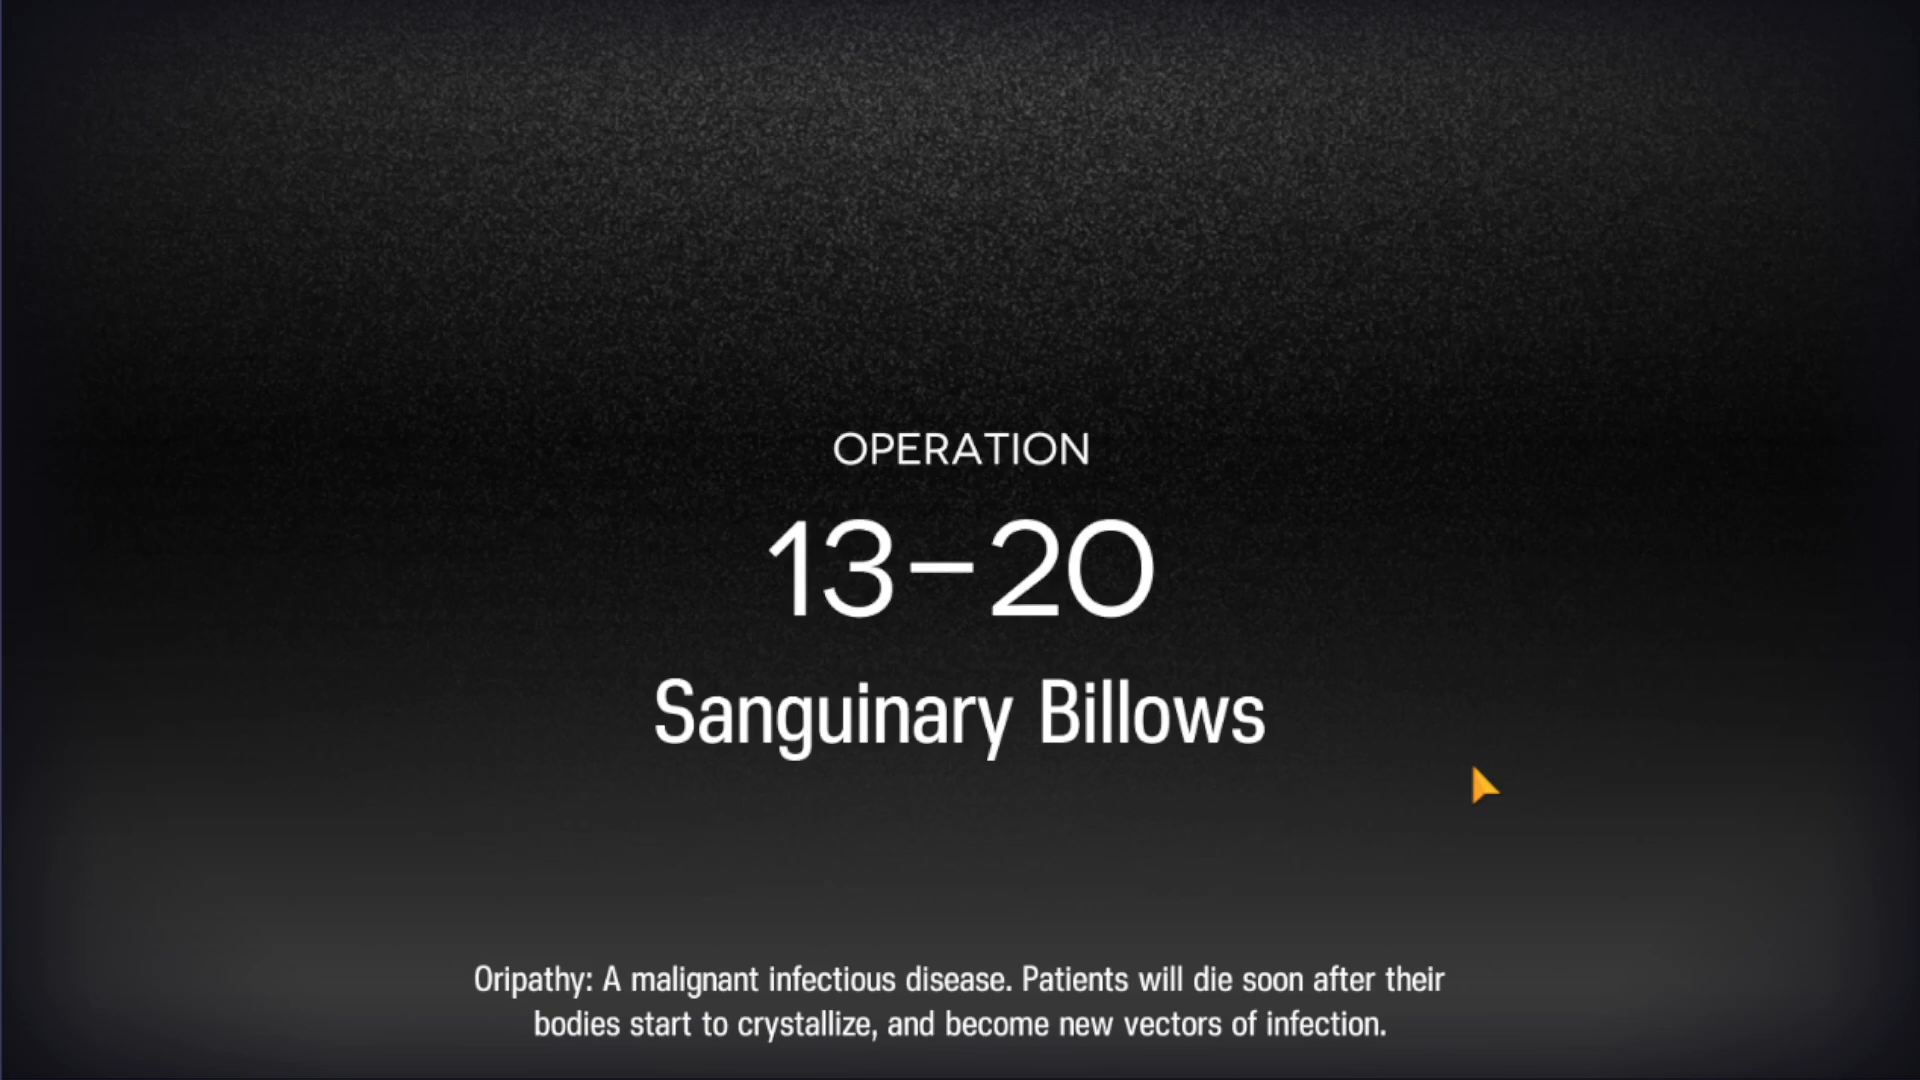 OPERATION
13-20
Sanguinary Billows
Oripathy: A malignant infectious disease. Patients will die soon after their
bodies start to crystallize, and become new vectors of infection.